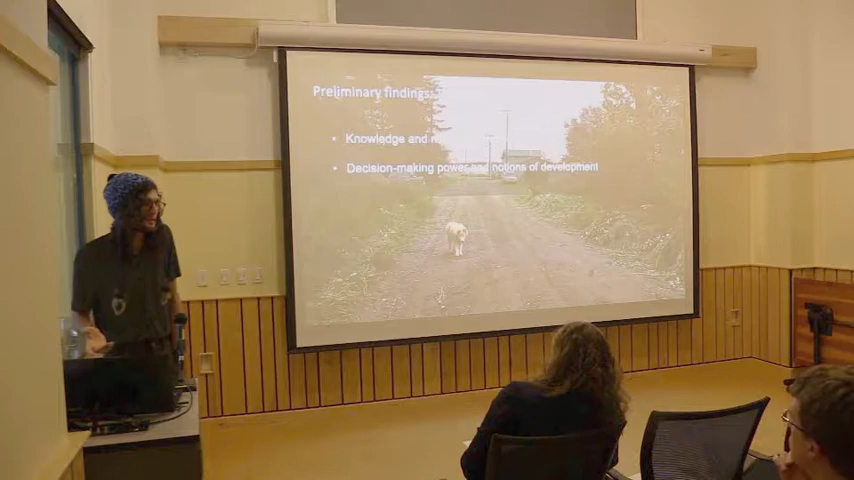 Preliminary findings:
• Knowledge and
• Decision-making power and notions of development